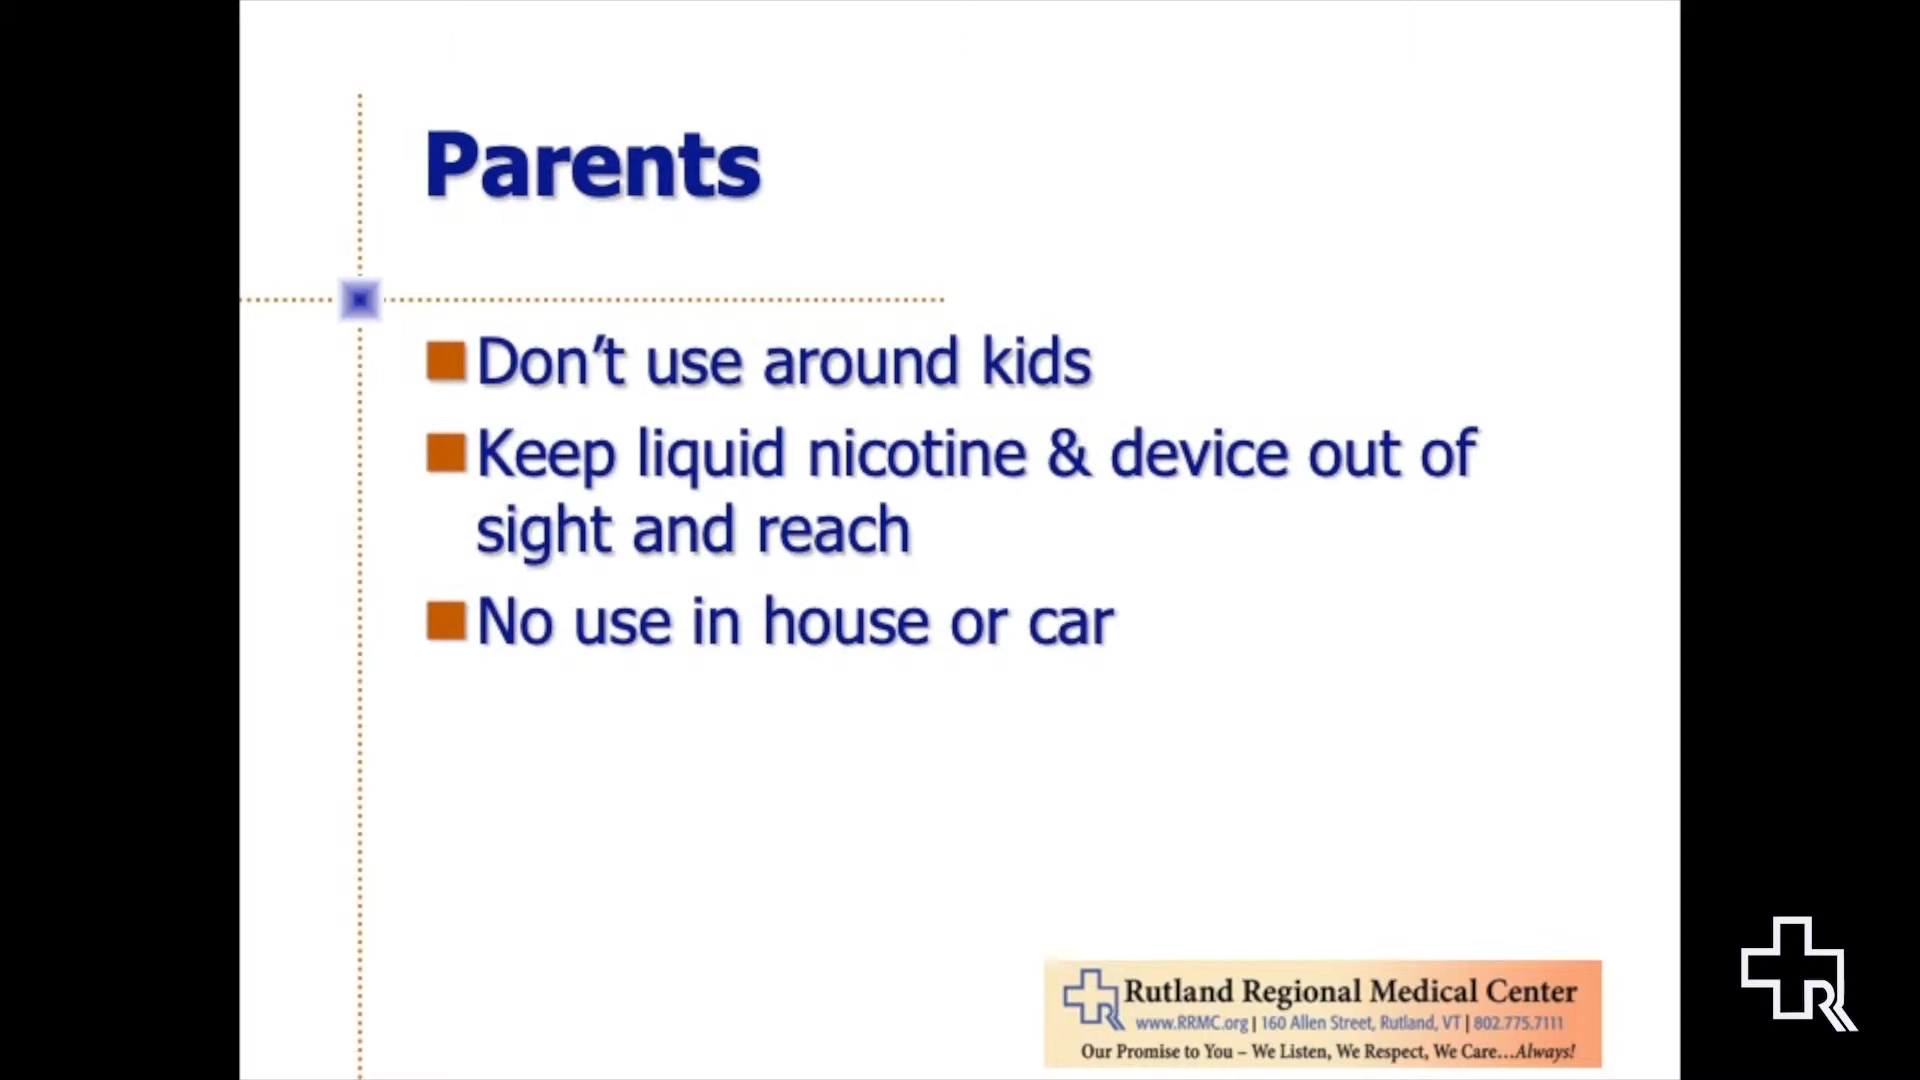 Parents
Don’t use around kids
Keep liquid nicotine & device out of
sight and reach
No use in house or car
Rutland Regional Medical Center
www.RRMC.org | 160 Allen Street, Rutland, VT | 802.775.7111
Our Promise to You – We Listen, We Respect, We Care...Always!
R